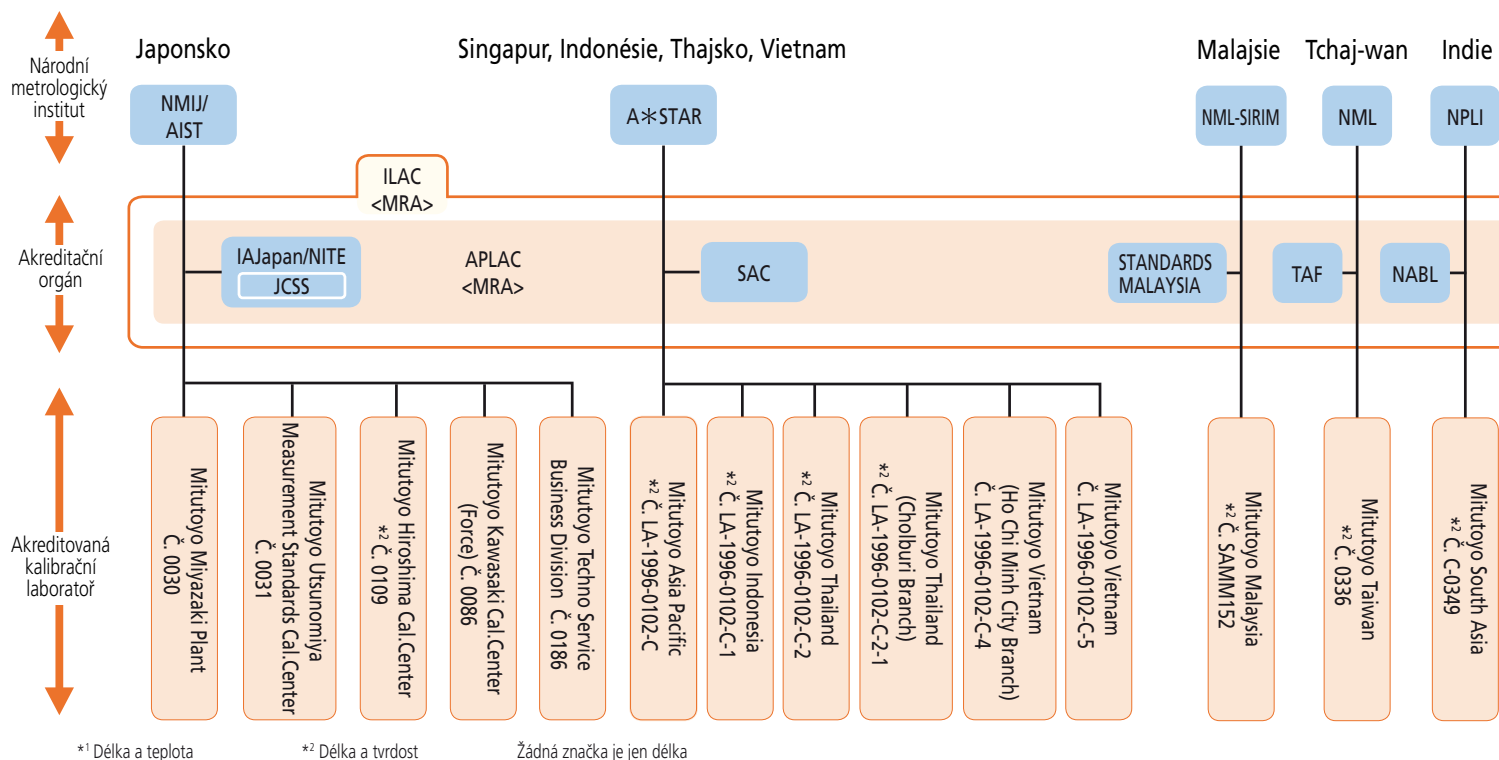 Japonsko
Singapur, Indonésie, Thajsko, Vietnam
Malajsie
Tchaj-wan
Indie
Národní
metrologický
institut
NMIJ/
AIST
A*STAR
NML-SIRIM
NML
NPLI
ILAC
<MRA>
Akreditační
orgán
IAJapan/NITE
JCSS
APLAC
<MRA>
SAC
STANDARDS
MALAYSIA
TAF
NABL
Akreditovaná
kalibrační
laboratoř
Mitutoyo Miyazaki Plant
Č. 0030
Mitutoyo Utsunomiya
Measurement Standards Cal.Center
Č. 0031
Mitutoyo Hiroshima Cal.Center
*² Č. 0109
Mitutoyo Kawasaki Cal.Center
(Force) Č. 0086
Mitutoyo Techno Service
Business Division Č. 0186
Mitutoyo Asia Pacific
*² Č. LA-1996-0102-C
Mitutoyo Indonesia
*² Č. LA-1996-0102-C-1
Mitutoyo Thailand
*² Č. LA-1996-0102-C-2
Mitutoyo Thailand
(Cholburi Branch)
*² Č. LA-1996-0102-C-2-1
Mitutoyo Vietnam
(Ho Chi Minh City Branch)
Č. LA-1996-0102-C-4
Mitutoyo Vietnam
Č. LA-1996-0102-C-5
Mitutoyo Malaysia
*² Č. SAMM152
Mitutoyo Taiwan
*² Č. 0336
Mitutoyo South Asia
*² Č. C-0349
*¹ Délka a teplota
*² Délka a tvrdost
Žádná značka je jen délka